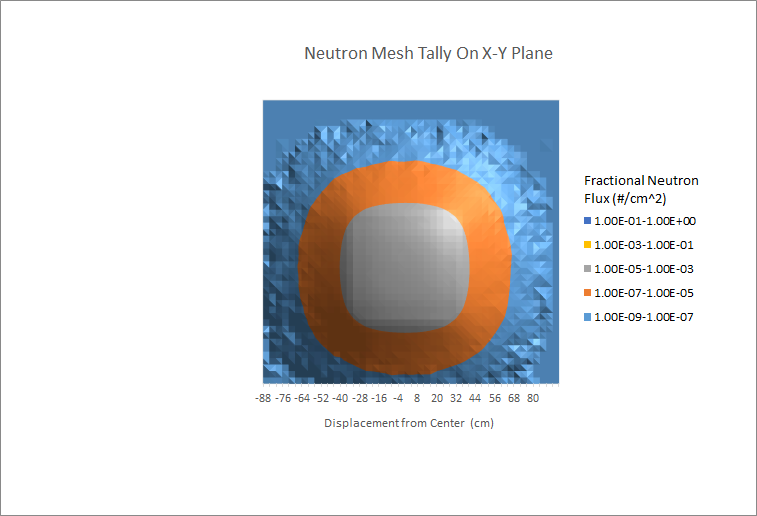 Neutron Mesh Tally On X-Y Plane
Fractional Neutron
Flux (#/cm^2)
1.00E-01-1.00E+00
1.00E-03-1.00E-01
1.00E-05-1.00E-03
1.00E-07-1.00E-05
1.00E-09-1.00E-07
-88 -76 -64 -52 -40 -28 -16 -4 8 20 32 44 56 68 80
Displacement from Center (cm)